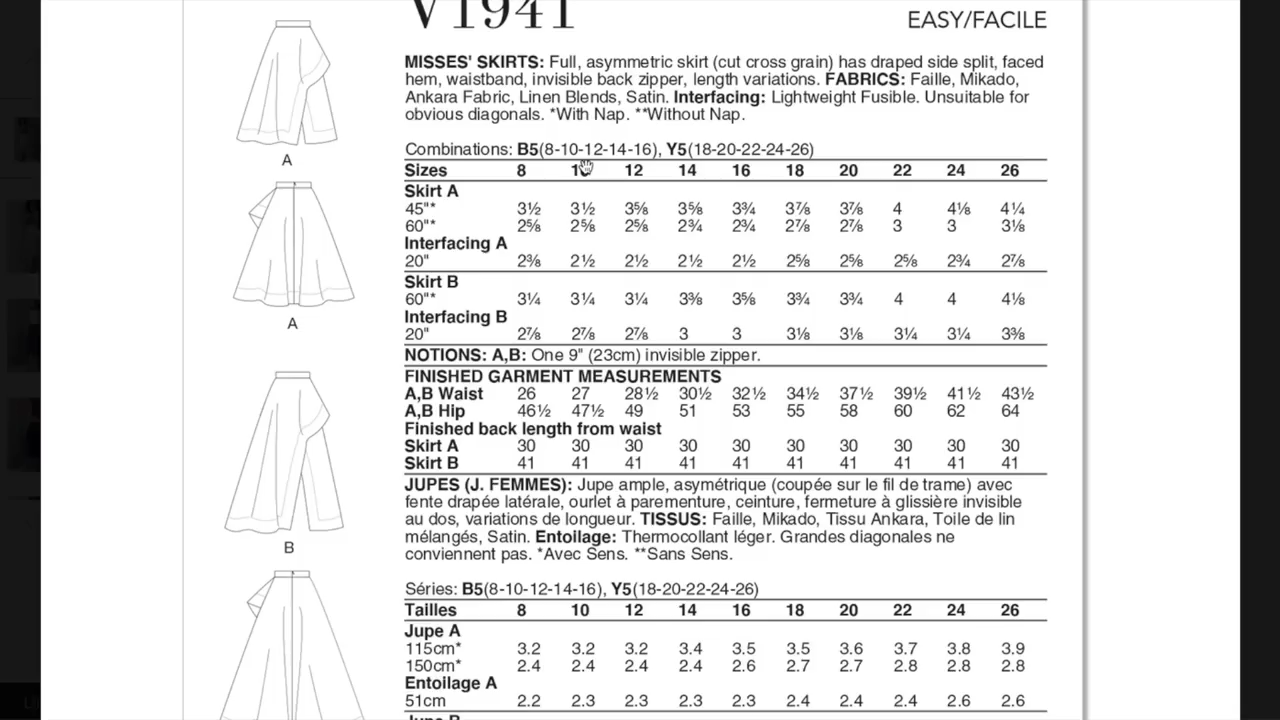 V1941
EASY/FACILE
MISSES' SKIRTS: Full, asymmetric skirt (cut cross grain) has draped side split, faced
hem, waistband, invisible back zipper, length variations. FABRICS: Faille, Mikado,
Ankara Fabric, Linen Blends, Satin. Interfacing: Lightweight Fusible. Unsuitable for
obvious diagonals. *With Nap. **Without Nap.
Combinations: B5(8-10-12-14-16), Y5(18-20-22-24-26)
Sizes 8 10 12 14 16 18 20 22 24 26
Skirt A
45"* 3½ 3½ 3⅝ 3⅝ 3¾ 3⅞ 3⅞ 4 4⅛ 4¼
60"* 2⅝ 2⅝ 2⅝ 2¾ 2¾ 2⅞ 2⅞ 3 3 3⅛
Interfacing A
20" 2⅜ 2½ 2½ 2½ 2½ 2⅝ 2⅝ 2⅝ 2¾ 2⅞
Skirt B
60"* 3¼ 3¼ 3¼ 3⅜ 3⅝ 3¾ 3¾ 4 4 4⅛
Interfacing B
20" 2⅞ 2⅞ 2⅞ 3 3 3⅛ 3⅛ 3¼ 3¼ 3⅜
NOTIONS: A,B: One 9" (23cm) invisible zipper.
FINISHED GARMENT MEASUREMENTS
A,B Waist 26 27 28½ 30½ 32½ 34½ 37½ 39½ 41½ 43½
A,B Hip 46½ 47½ 49 51 53 55 58 60 62 64
Finished back length from waist
Skirt A 30 30 30 30 30 30 30 30 30 30
Skirt B 41 41 41 41 41 41 41 41 41 41
JUPES (J. FEMMES): Jupe ample, asymétrique (coupée sur le fil de trame) avec
fente drapée latérale, ourlet à parementure, ceinture, fermeture à glissière invisible
au dos, variations de longueur. TISSUS: Faille, Mikado, Tissu Ankara, Toile de lin
mélangés, Satin. Entoilage: Thermocollant léger. Grandes diagonales ne
conviennent pas. *Avec Sens. **Sans Sens.
Séries: B5(8-10-12-14-16), Y5(18-20-22-24-26)
Tailles 8 10 12 14 16 18 20 22 24 26
Jupe A
115cm* 3.2 3.2 3.2 3.4 3.5 3.5 3.6 3.7 3.8 3.9
150cm* 2.4 2.4 2.4 2.4 2.6 2.7 2.7 2.8 2.8 2.8
Entoilage A
51cm 2.2 2.3 2.3 2.3 2.3 2.4 2.4 2.4 2.6 2.6
A
A
B